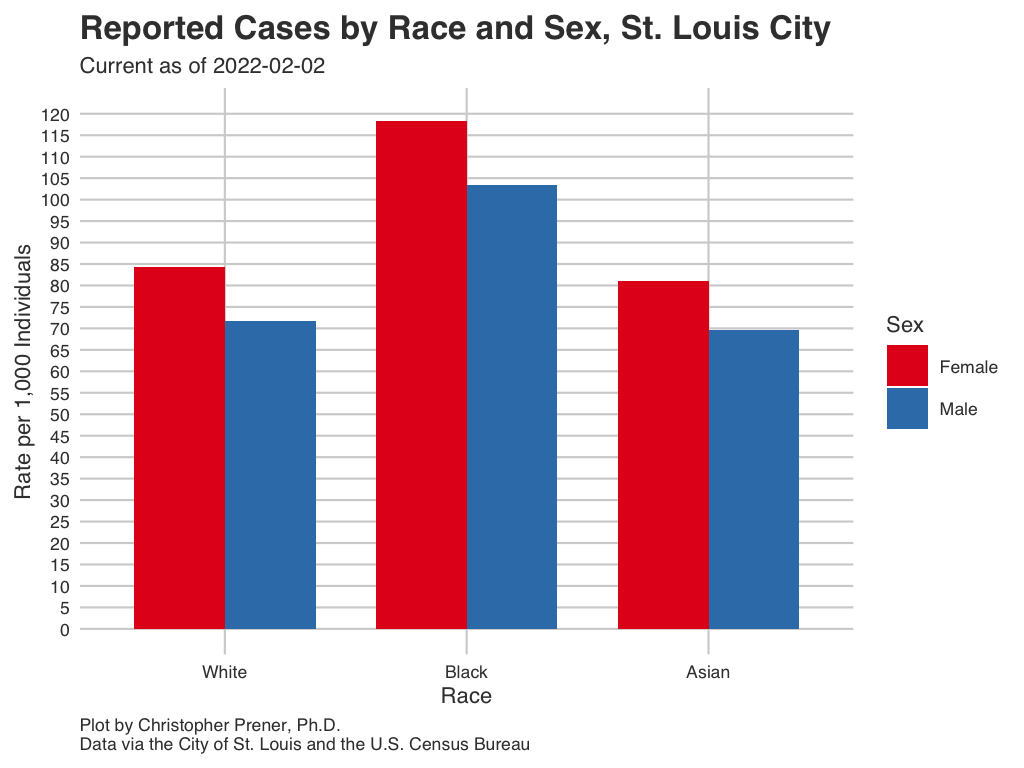 Reported Cases by Race and Sex, St. Louis City
Current as of 2022-02-02
Rate per 1,000 Individuals
120
115
110
105
100
95
90
85
80
75
70
65
60
55
50
45
40
35
30
25
20
15
10
5
0
White Black Asian
Race
Sex
Female
Male
Plot by Christopher Prener, Ph.D.
Data via the City of St. Louis and the U.S. Census Bureau